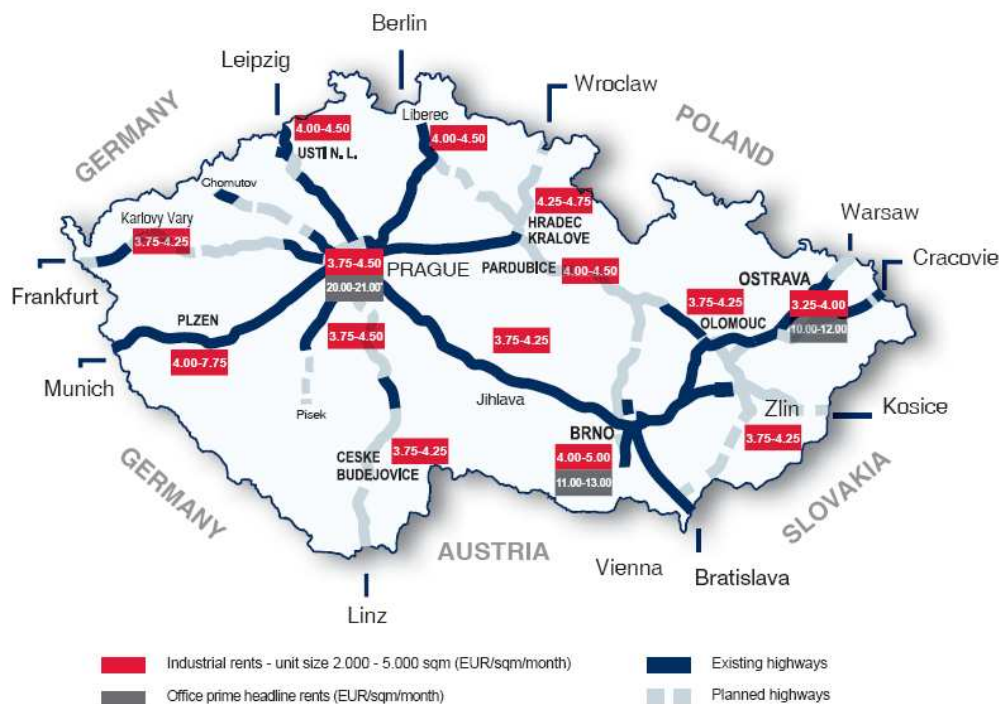 Berlin
Leipzig
Wroclaw
GERMANY
POLAND
Liberec
4.00-4.50
4.00-4.50
USTI N. L.
Chomutov
4.25-4.75
Karlovy Vary
HRADEC
KRALOVE
Warsaw
3.75-4.25
Cracovie
3.75-4.50
PRAGUE
PARDUBICE
4.00-4.50
OSTRAVA
Frankfurt
20.00-21.00*
3.75-4.25
3.25-4.00
PLZEN
3.75-4.50
3.75-4.25
OLOMOUC
10.00-12.00
4.00-7.75
Munich
Jihlava
Pisek
Zlin
Kosice
BRNO
3.75-4.25
3.75-4.25
CESKE
BUDEJOVICE
4.00-5.00
11.00-13.00
GERMANY
SLOVAKIA
AUSTRIA
Vienna
Bratislava
Linz
Industrial rents - unit size 2.000 - 5.000 sqm (EUR/sqm/month)
Existing highways
Office prime headline rents (EUR/sqm/month)
Planned highways